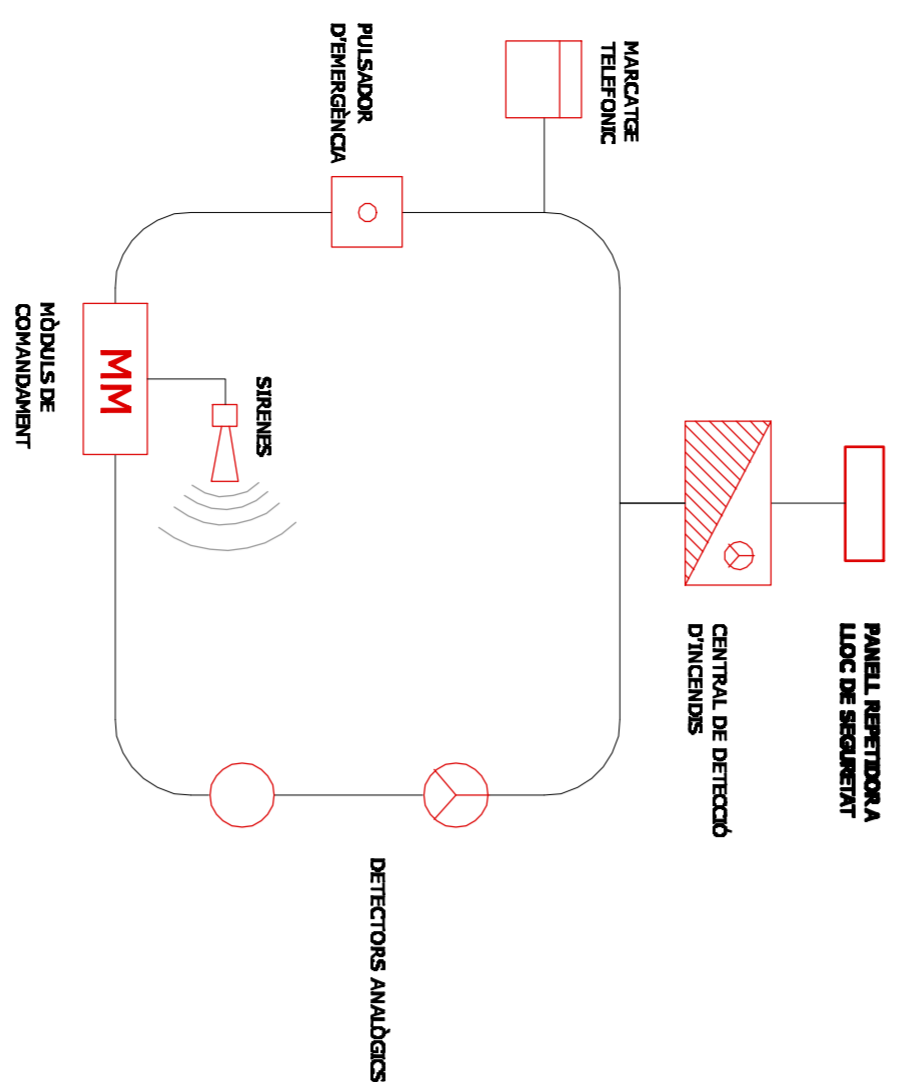 PANELL REPETIDOR A
LLOC DE SEGURETAT
MARCATGE
TELEFONIC
CENTRAL DE DETECCIÓ
D'INCENDIS
PULSADOR
D'EMERGÈNCIA
SIRENES
DETECTORS ANALÒGICS
MM
MÒDULS DE
COMANDAMENT